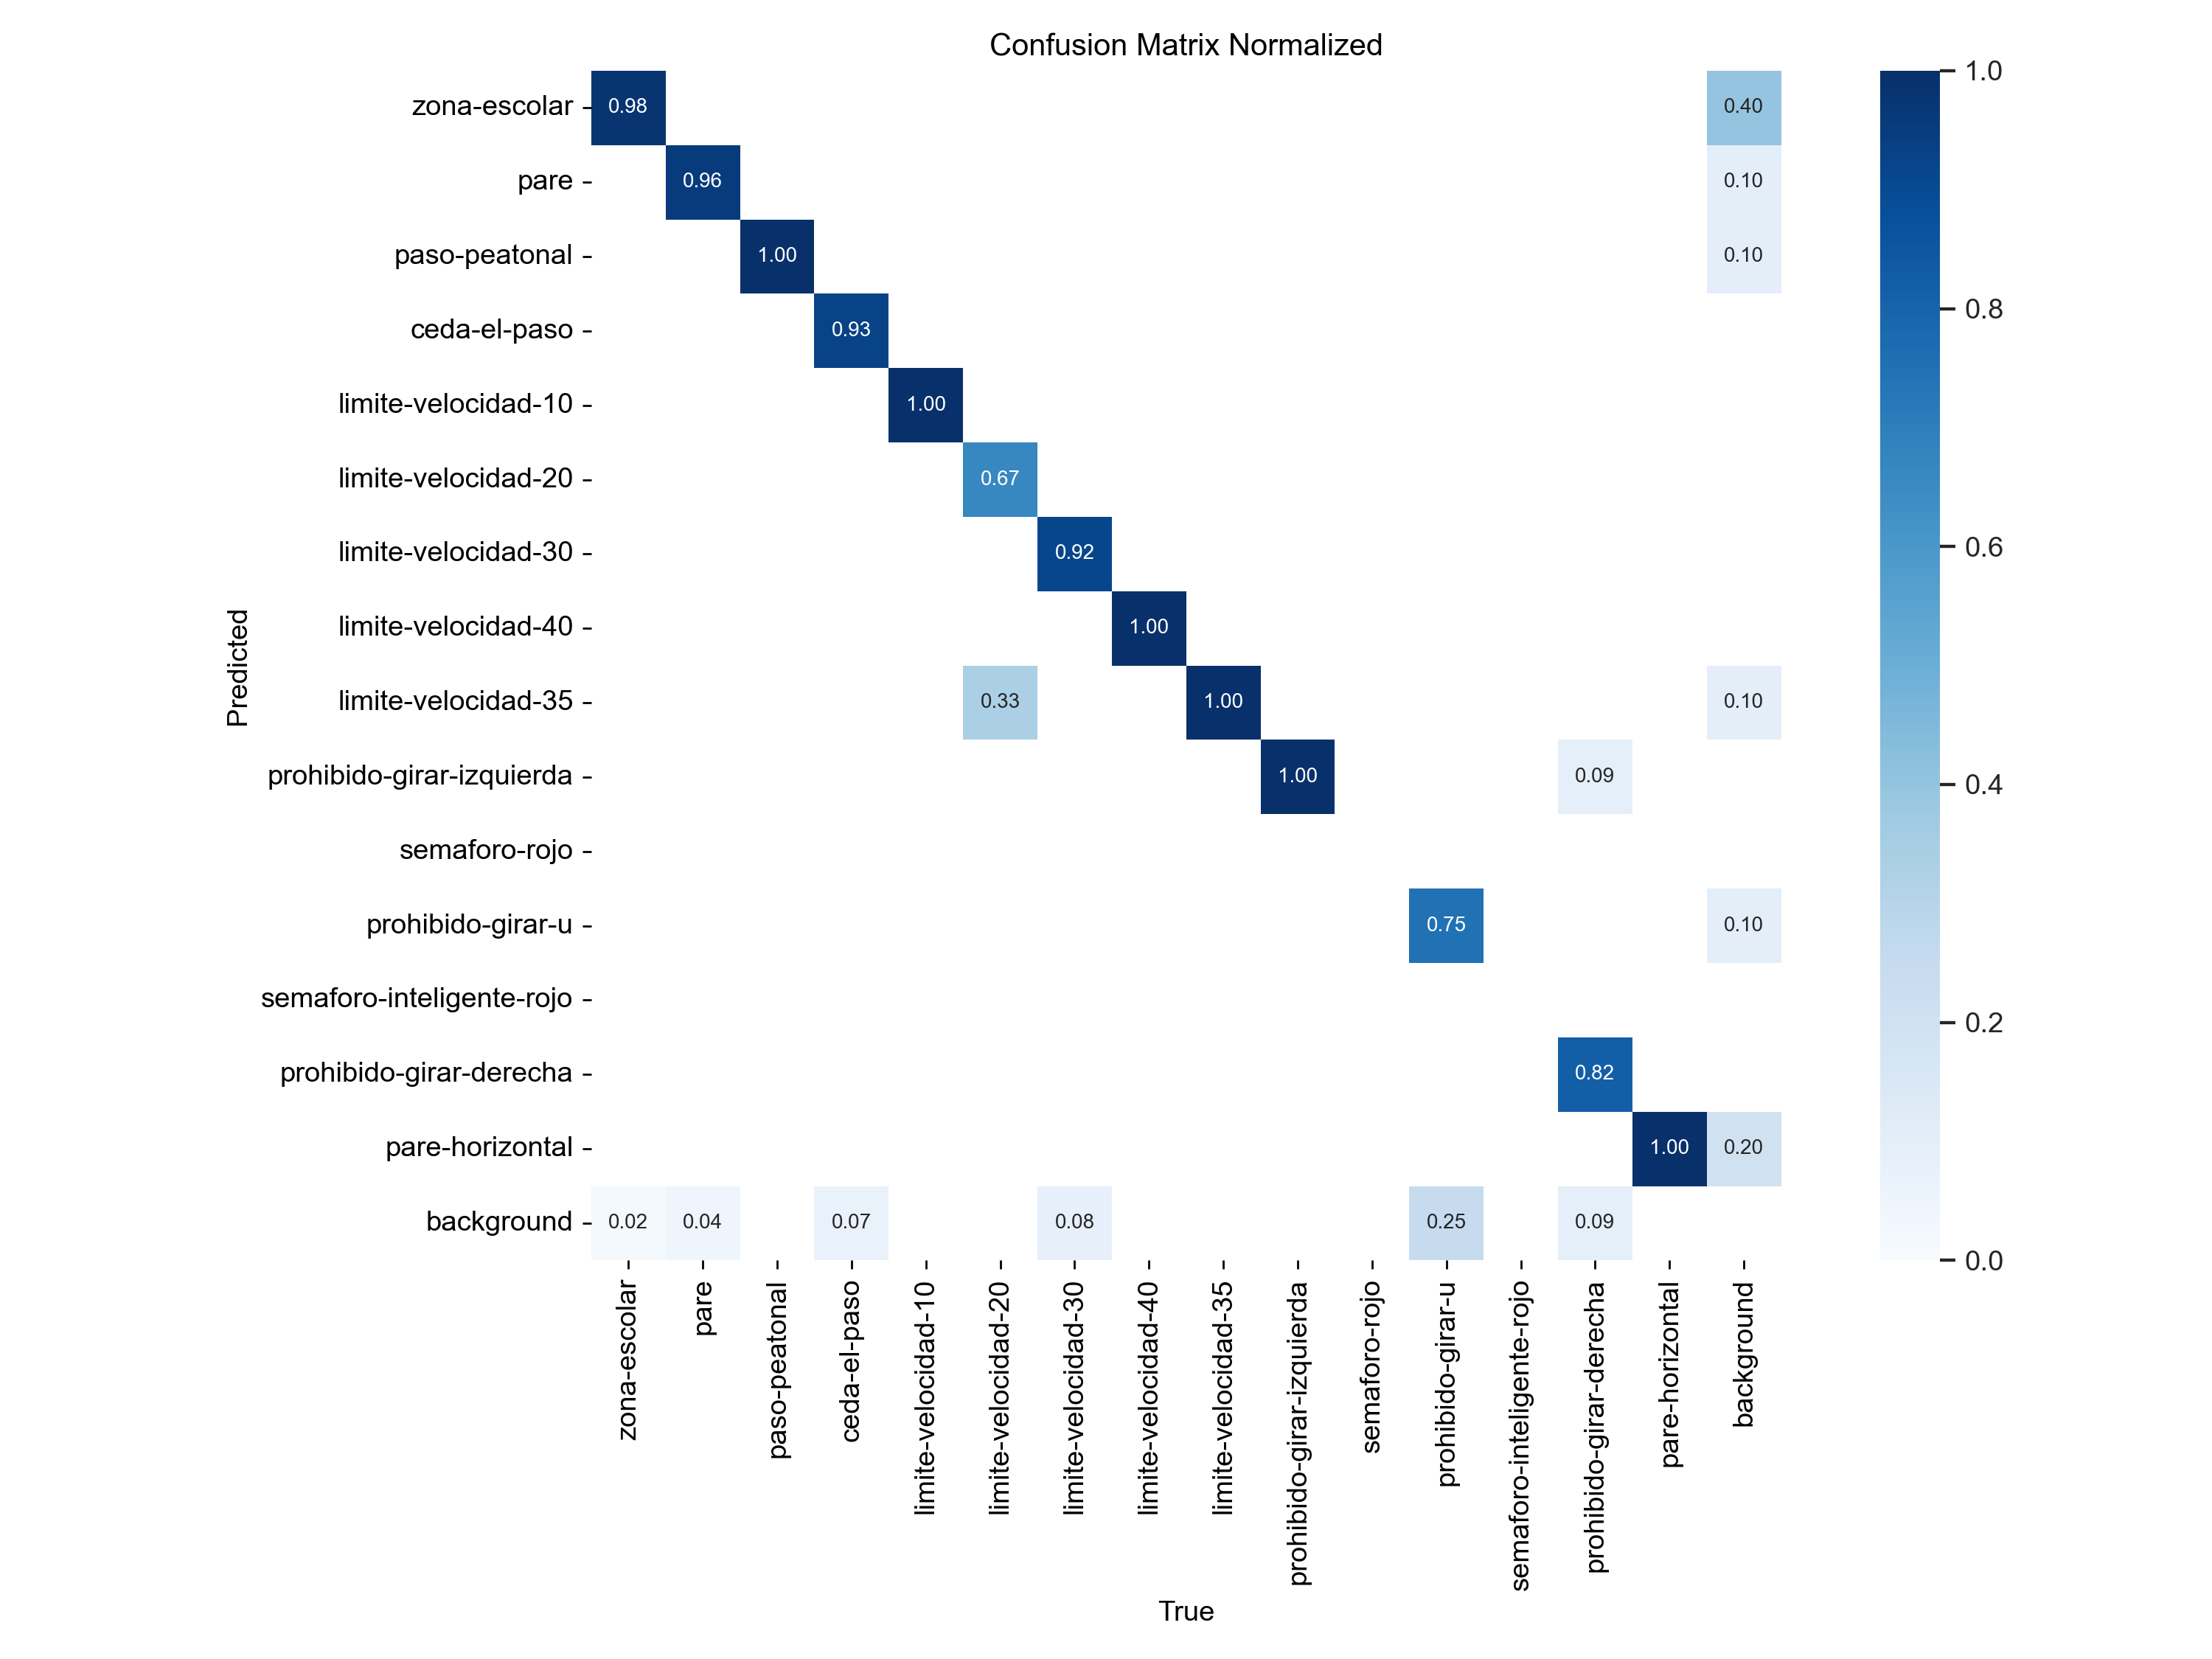 Confusion Matrix Normalized
zona-escolar 0.98 0.40
pare 0.96 0.10
paso-peatonal 1.00 0.10
ceda-el-paso 0.93
limite-velocidad-10 1.00
limite-velocidad-20 0.67
limite-velocidad-30 0.92
limite-velocidad-40 1.00
limite-velocidad-35 0.33 1.00 0.10
prohibido-girar-izquierda 1.00 0.09
semaforo-rojo
prohibido-girar-u 0.75 0.10
semaforo-inteligente-rojo
prohibido-girar-derecha 0.82
pare-horizontal 1.00 0.20
background 0.02 0.04 0.07 0.08 0.25 0.09
Predicted
zona-escolar
pare
paso-peatonal
ceda-el-paso
limite-velocidad-10
limite-velocidad-20
limite-velocidad-30
limite-velocidad-40
limite-velocidad-35
prohibido-girar-izquierda
semaforo-rojo
prohibido-girar-u
semaforo-inteligente-rojo
prohibido-girar-derecha
pare-horizontal
background
True
1.0
0.8
0.6
0.4
0.2
0.0